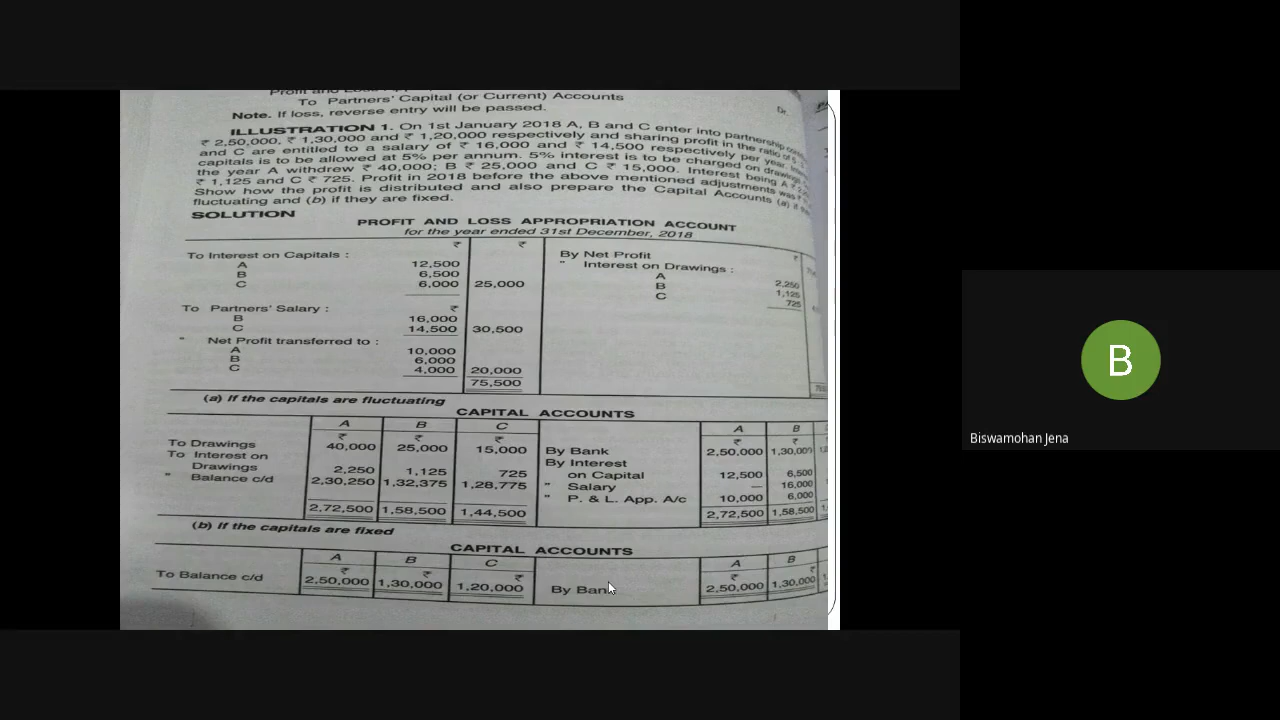 To Partners' Capital (or Current) Accounts
Note. If loss, reverse entry will be passed.
Dr.
ILLUSTRATION 1. On 1st January 2018 A, B and C enter into partnership
₹ 2,50,000, ₹ 1,30,000 and ₹ 1,20,000 respectively and sharing profit in the ratio of
and C are entitled to a salary of ₹ 16,000 and ₹ 14,500 respectively per year.
capitals is to be allowed at 5% per annum. 5% interest is to be charged on drawings
the year A withdrew ₹ 40,000; B ₹ 25,000 and C ₹ 15,000. Interest being A ₹
₹ 1,125 and C ₹ 725. Profit in 2018 before the above mentioned adjustments was
Show how the profit is distributed and also prepare the Capital Accounts (a) if
fluctuating and (b) if they are fixed.
SOLUTION
PROFIT AND LOSS APPROPRIATION ACCOUNT
for the year ended 31st December, 2018
₹ ₹ ₹
To Interest on Capitals : By Net Profit
A 12,500 " Interest on Drawings :
B 6,500 A 2,250
C 6,000 25,000 B 1,125
C 725
To Partners' Salary : ₹
B 16,000
C 14,500 30,500
" Net Profit transferred to :
A 10,000
B 6,000
C 4,000 20,000
75,500
(a) If the capitals are fluctuating
CAPITAL ACCOUNTS
A B C A B
₹ ₹ ₹ ₹ ₹
To Drawings 40,000 25,000 15,000 By Bank 2,50,000 1,30,000
To Interest on By Interest
Drawings 2,250 1,125 725 on Capital 12,500 6,500
" Balance c/d 2,30,250 1,32,375 1,28,775 " Salary — 16,000
" P. & L. App. A/c 10,000 6,000
2,72,500 1,58,500 1,44,500 2,72,500 1,58,500
(b) If the capitals are fixed
CAPITAL ACCOUNTS
A B C A B
₹ ₹ ₹ ₹ ₹
To Balance c/d 2,50,000 1,30,000 1,20,000 By Bank 2,50,000 1,30,000
B
Biswamohan Jena